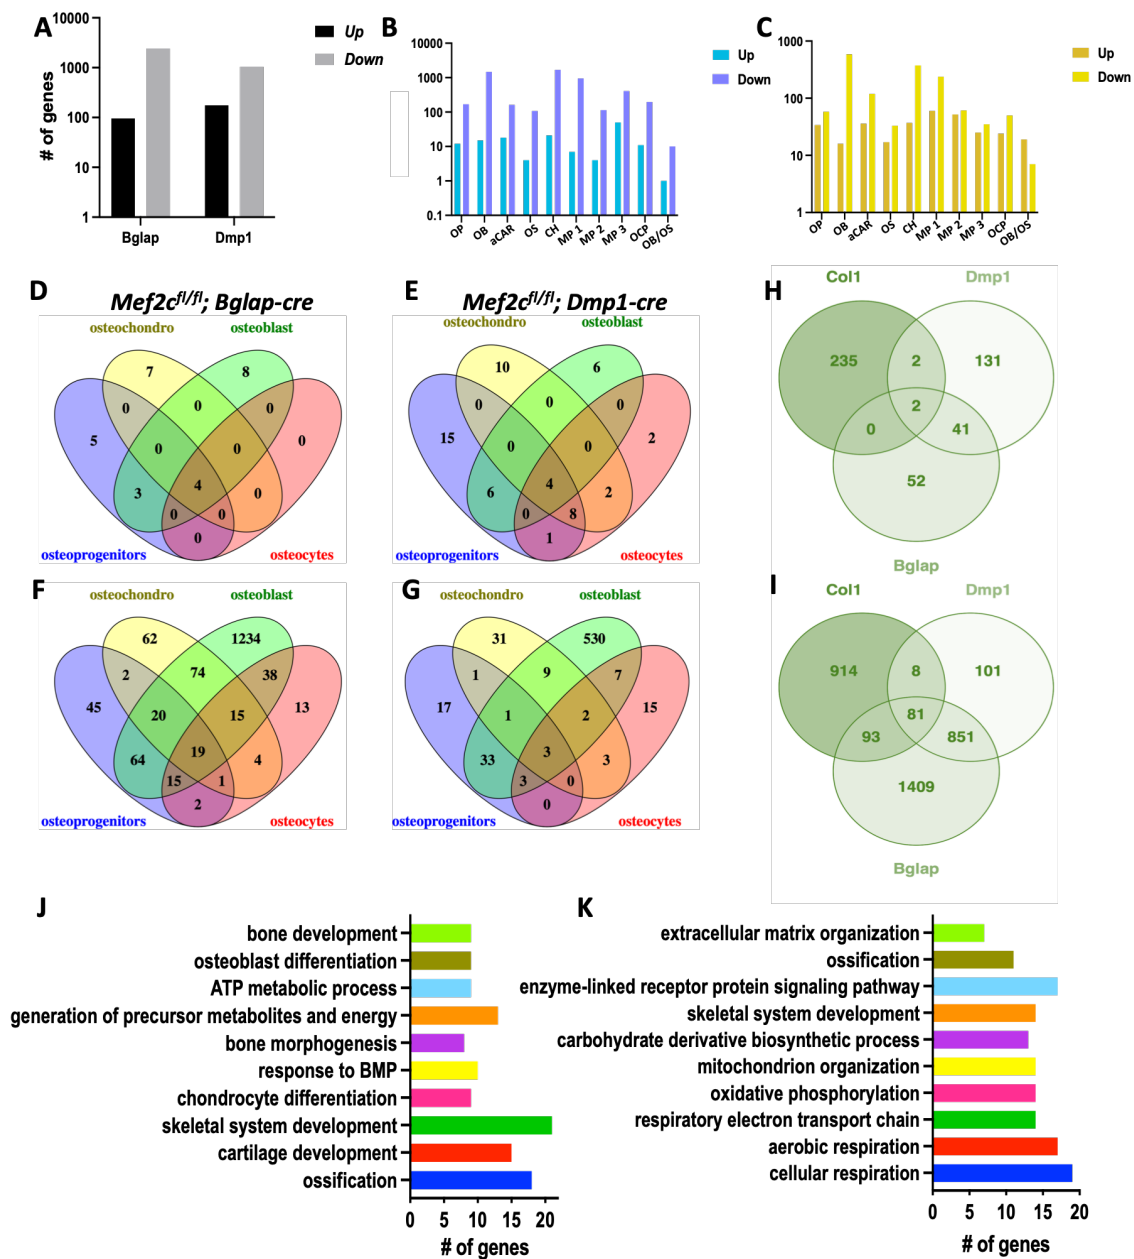 A
10000
1000
100
10
1
# of genes
Bglap
Dmp1
Up
Down
B
10000
1000
100
10
1
0.1
OP
OB
aCAR
OS
CH
MP 1
MP 2
MP 3
OCP
OB/OS
Up
Down
C
1000
100
10
1
OP
OB
aCAR
OS
CH
MP 1
MP 2
MP 3
OCP
OB/OS
Up
Down
D
Mef2cfl/fl; Bglap-cre
osteochondro
osteoblast
7
8
0
0
0
5
0
0
0
3
4
0
0
0
0
osteoprogenitors
osteocytes
E
Mef2cfl/fl; Dmp1-cre
osteochondro
osteoblast
10
6
0
0
0
15
0
0
2
6
4
2
0
8
1
osteoprogenitors
osteocytes
F
osteochondro
osteoblast
62
1234
2
74
38
45
20
15
13
64
19
4
15
1
2
osteoprogenitors
osteocytes
G
osteochondro
osteoblast
31
530
1
9
7
17
1
2
15
33
3
3
3
0
0
osteoprogenitors
osteocytes
H
Col1
Dmp1
235
2
131
2
0
41
52
Bglap
I
Col1
Dmp1
914
8
101
81
93
851
1409
Bglap
J
bone development
osteoblast differentiation
ATP metabolic process
generation of precursor metabolites and energy
bone morphogenesis
response to BMP
chondrocyte differentiation
skeletal system development
cartilage development
ossification
0 5 10 15 20
# of genes
K
extracellular matrix organization
ossification
enzyme-linked receptor protein signaling pathway
skeletal system development
carbohydrate derivative biosynthetic process
mitochondrion organization
oxidative phosphorylation
respiratory electron transport chain
aerobic respiration
cellular respiration
0 5 10 15 20
# of genes